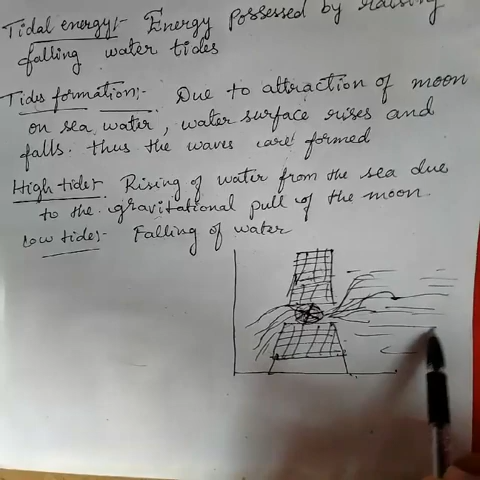 Tidal energy:- Energy Possessed by raising
falling water tides
Tides formation:- Due to attraction of moon
on sea water, water surface rises and
falls. thus the waves are formed
High tide:- Rising of water from the sea due
to the gravitational pull of the moon.
Low tide:- Falling of water